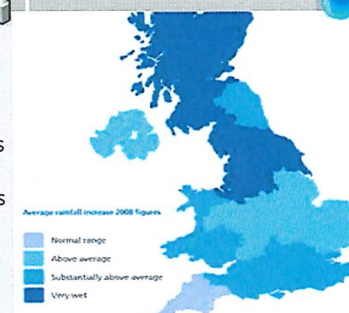 s
s
Average rainfall increase 2008 figures
Normal range
Above average
Substantially above average
Very wet